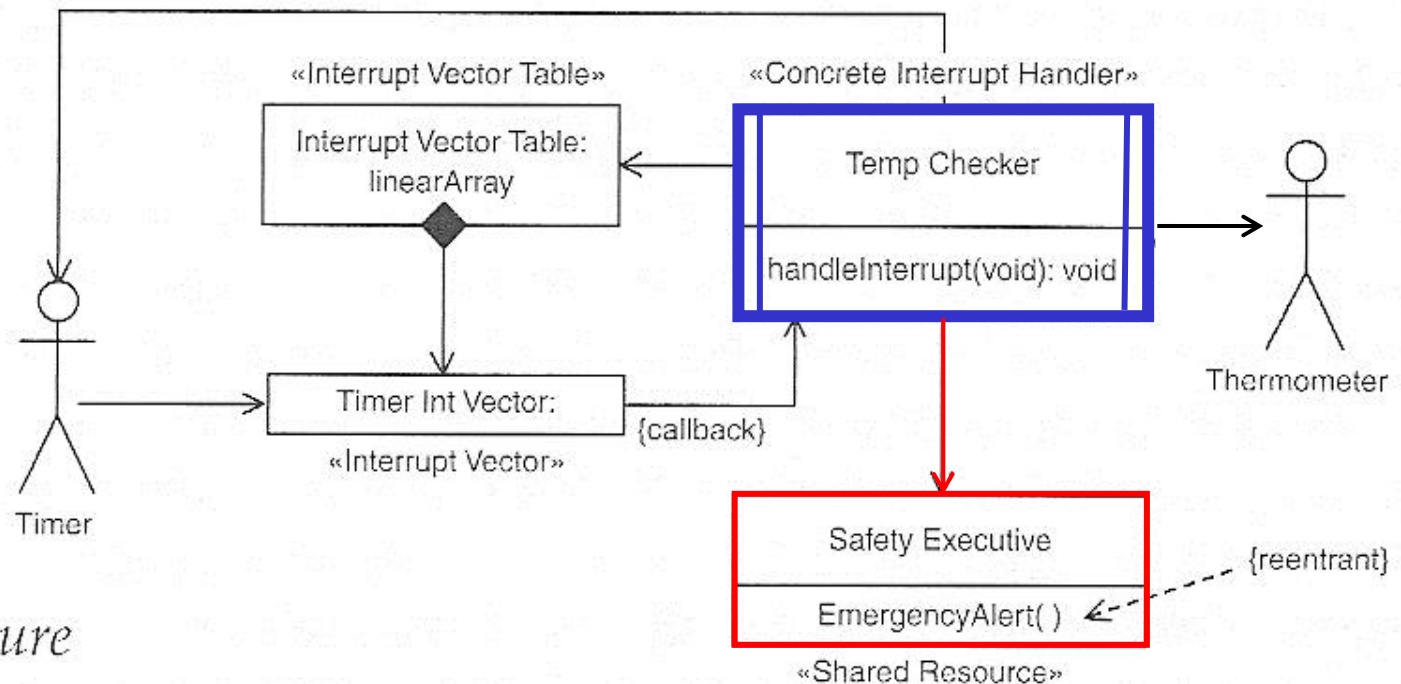 «Interrupt Vector Table»
Interrupt Vector Table:
linearArray
«Concrete Interrupt Handler»
Temp Checker
handleInterrupt(void): void
Thermometer
Timer Int Vector:
{callback}
«Interrupt Vector»
Timer
Safety Executive
EmergencyAlert( )
{reentrant}
«Shared Resource»
ure